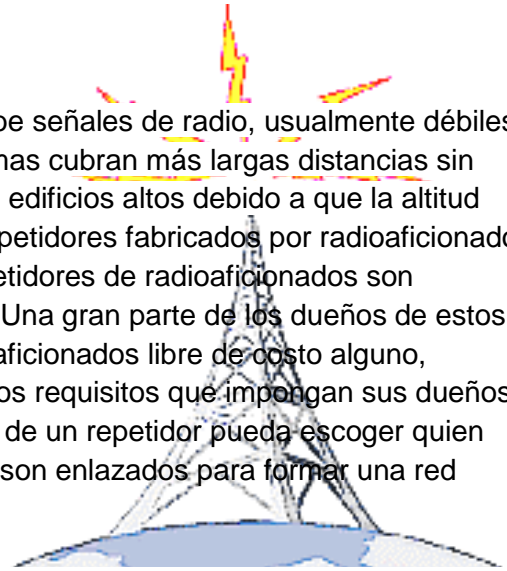 be señales de radio, usualmente débiles
mas cubran más largas distancias sin
edificios altos debido a que la altitud
petidores fabricados por radioaficionado
etidores de radioaficionados son
Una gran parte de los dueños de estos
aficionados libre de costo alguno,
os requisitos que impongan sus dueños
de un repetidor pueda escoger quien
son enlazados para formar una red